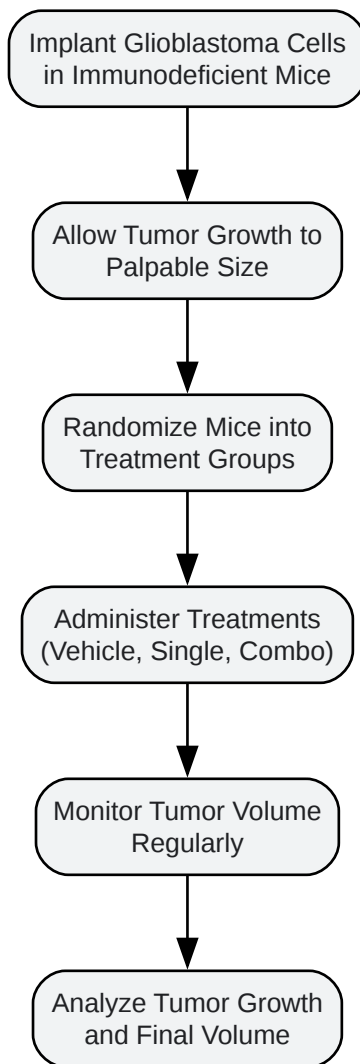 Implant Glioblastoma Cells
in Immunodeficient Mice
Allow Tumor Growth to
Palpable Size
Randomize Mice into
Treatment Groups
Administer Treatments
(Vehicle, Single, Combo)
Monitor Tumor Volume
Regularly
Analyze Tumor Growth
and Final Volume